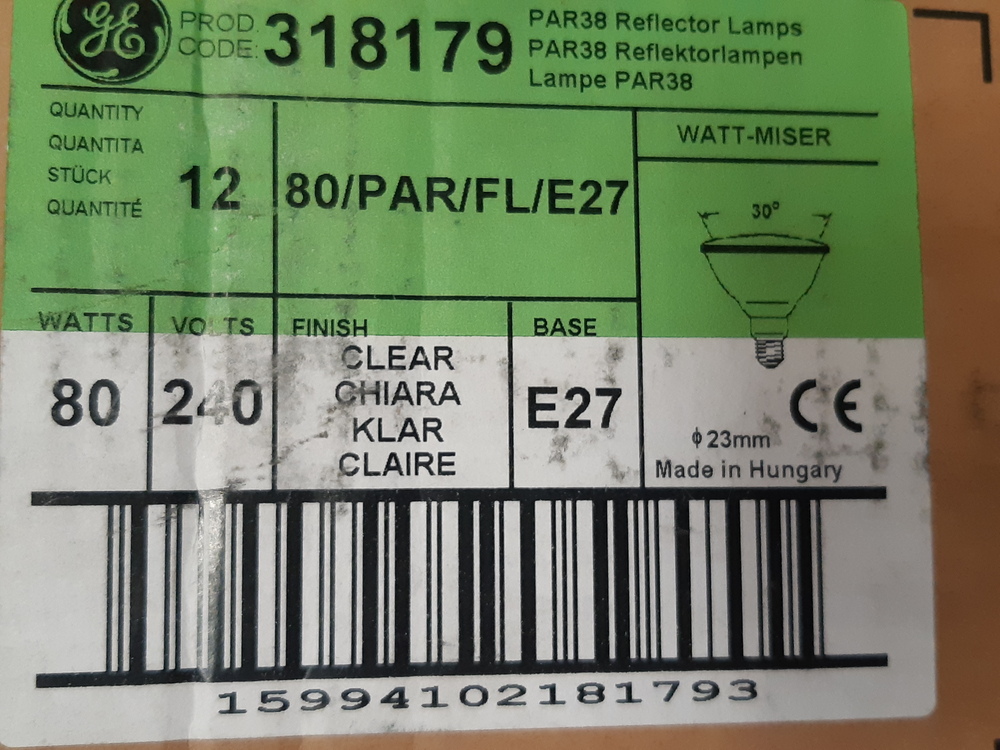 GE
PROD.
CODE: 318179
PAR38 Reflector Lamps
PAR38 Reflektorlampen
Lampe PAR38
QUANTITY
QUANTITA
STÜCK
QUANTITÉ
12
80/PAR/FL/E27
WATT-MISER
30°
WATTS
80
VOLTS
240
FINISH
CLEAR
CHIARA
KLAR
CLAIRE
BASE
E27
CE
ϕ 23mm
Made in Hungary
15994102181793